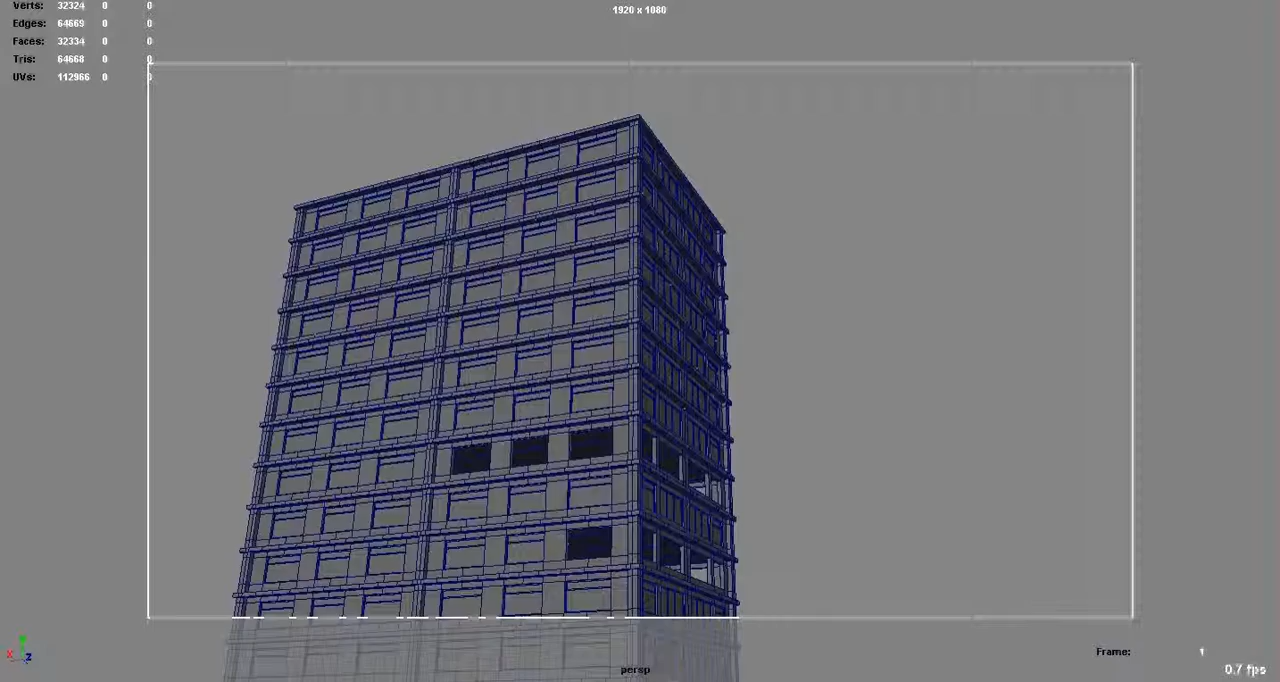 Verts: 32324 0 0
1920 x 1080
Edges: 64669 0 0
Faces: 32334 0 0
Tris: 64668 0 0
UVs: 112966 0 0
Frame: 1
X Z
persp
0.7 fps